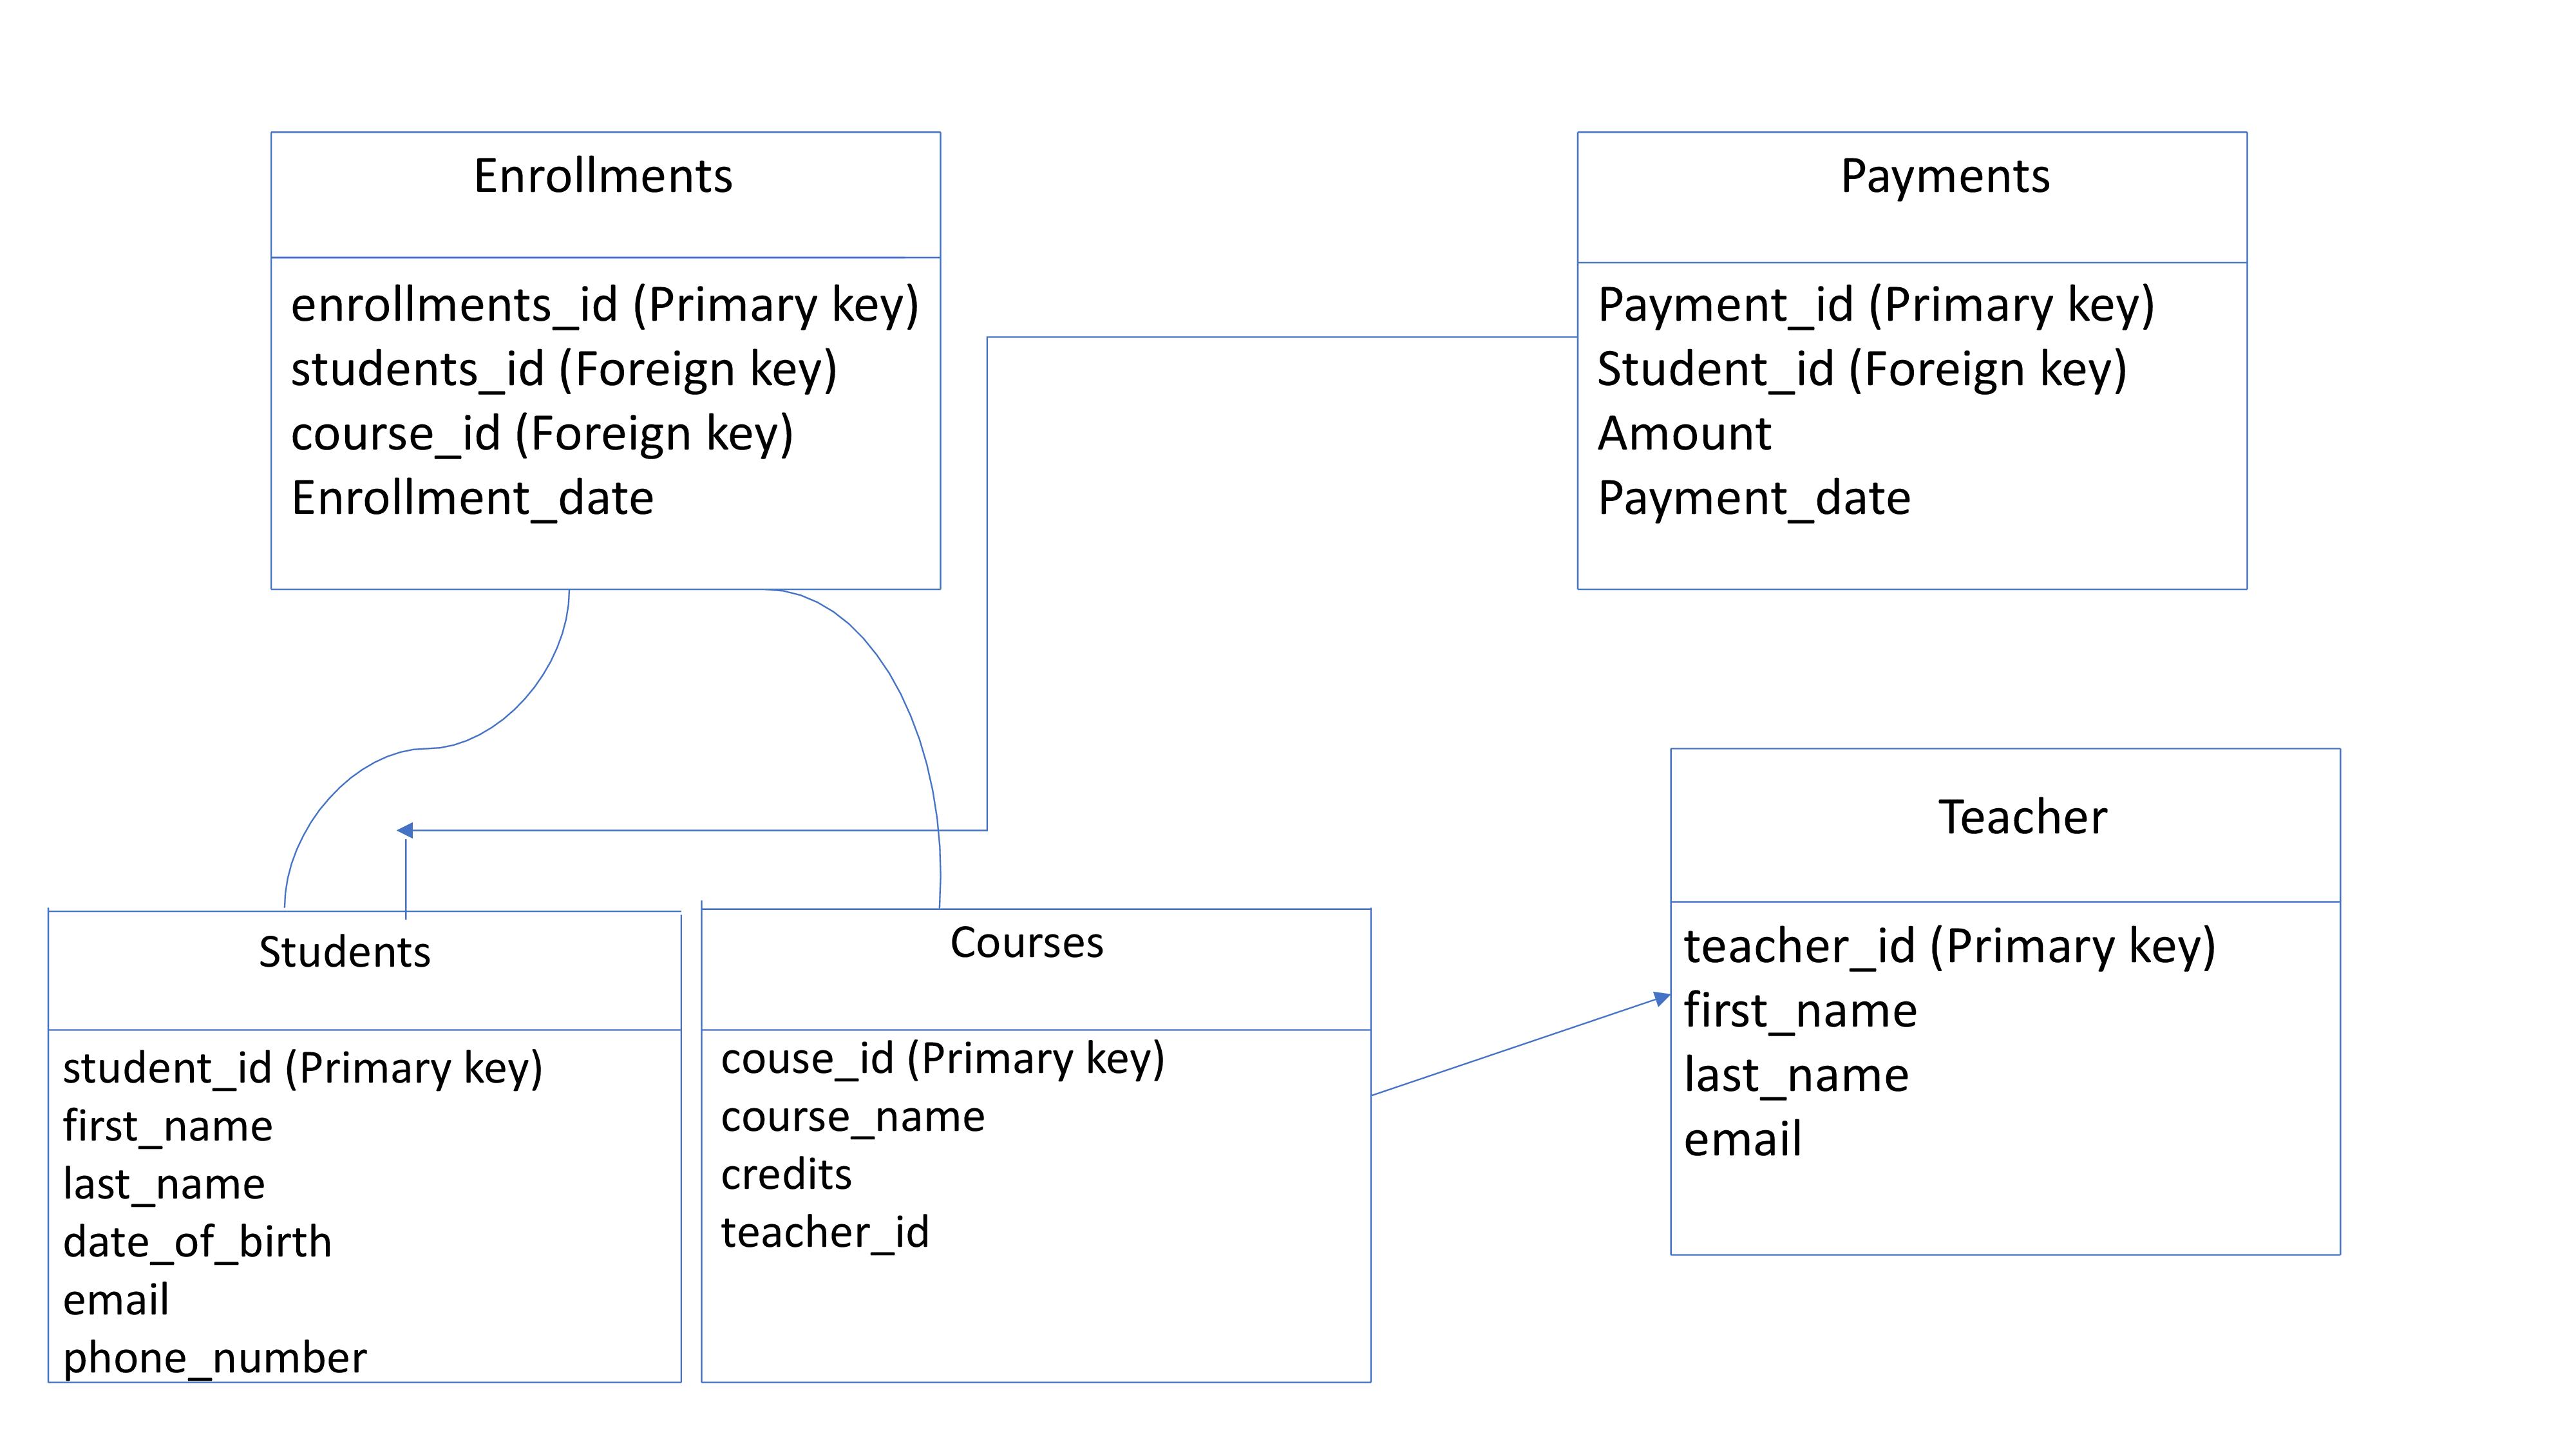 Enrollments
enrollments_id (Primary key)
students_id (Foreign key)
course_id (Foreign key)
Enrollment_date
Payments
Payment_id (Primary key)
Student_id (Foreign key)
Amount
Payment_date
Students
student_id (Primary key)
first_name
last_name
date_of_birth
email
phone_number
Courses
couse_id (Primary key)
course_name
credits
teacher_id
Teacher
teacher_id (Primary key)
first_name
last_name
email